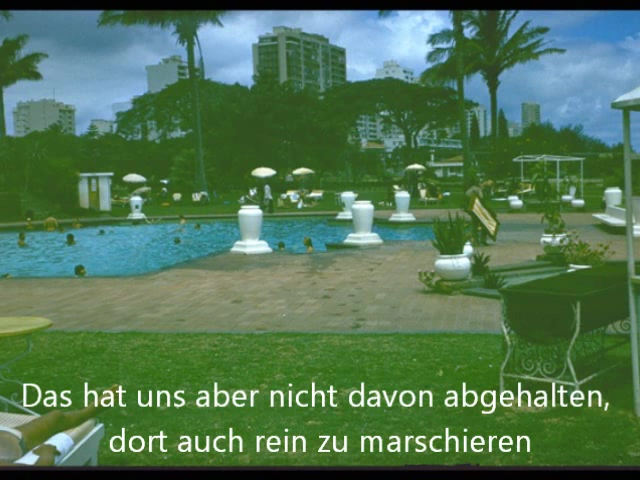 Das hat uns aber nicht davon abgehalten,
dort auch rein zu marschieren